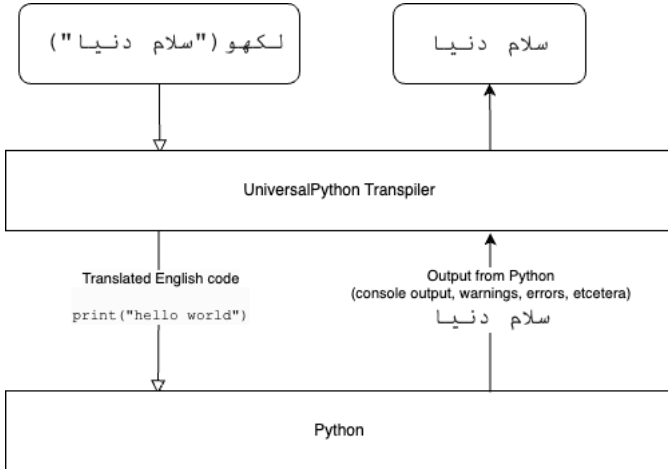 لکھو("سلام دنیا")
سلام دنیا
UniversalPython Transpiler
Translated English code
print("hello world")
Output from Python
(console output, warnings, errors, etcetera)
سلام دنیا
Python